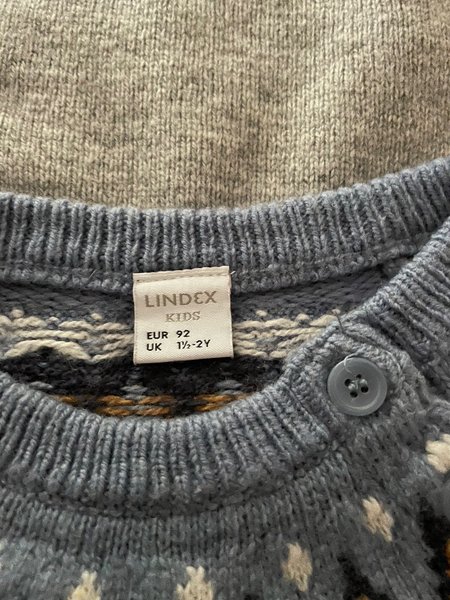 LINDEX
KIDS
EUR 92
UK 1½-2Y